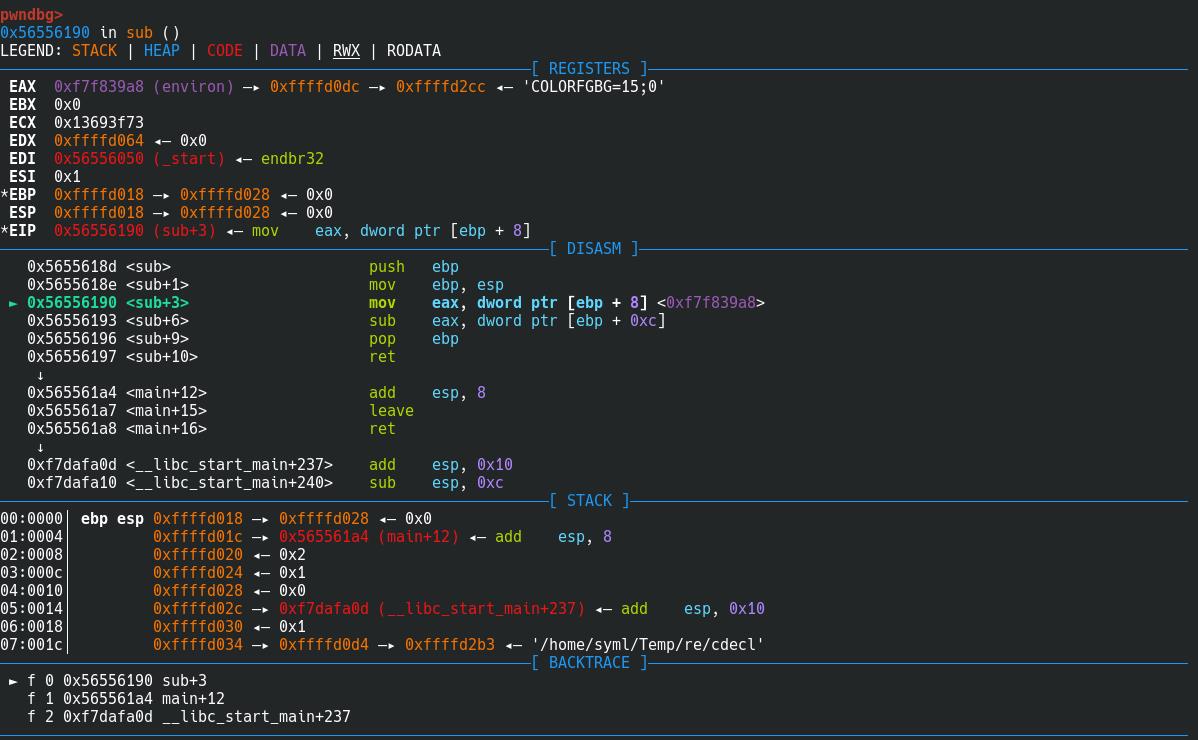 pwndbg>
0x56556190 in sub ()
LEGEND: STACK | HEAP | CODE | DATA | RWX | RODATA
[ REGISTERS ]
EAX  0xf7f839a8 (environ) —▸ 0xffffd0dc —▸ 0xffffd2cc ◂— 'COLORFGBG=15;0'
EBX  0x0
ECX  0x13693f73
EDX  0xffffd064 ◂— 0x0
EDI  0x56556050 (_start) ◂— endbr32
ESI  0x1
*EBP  0xffffd018 —▸ 0xffffd028 ◂— 0x0
ESP  0xffffd018 —▸ 0xffffd028 ◂— 0x0
*EIP  0x56556190 (sub+3) ◂— mov    eax, dword ptr [ebp + 8]
[ DISASM ]
0x5655618d <sub>                      push   ebp
0x5655618e <sub+1>                    mov    ebp, esp
► 0x56556190 <sub+3>                    mov    eax, dword ptr [ebp + 8] <0xf7f839a8>
0x56556193 <sub+6>                    sub    eax, dword ptr [ebp + 0xc]
0x56556196 <sub+9>                    pop    ebp
0x56556197 <sub+10>                   ret
↓
0x565561a4 <main+12>                  add    esp, 8
0x565561a7 <main+15>                  leave
0x565561a8 <main+16>                  ret
↓
0xf7dafa0d <__libc_start_main+237>    add    esp, 0x10
0xf7dafa10 <__libc_start_main+240>    sub    esp, 0xc
[ STACK ]
00:0000│ ebp esp 0xffffd018 —▸ 0xffffd028 ◂— 0x0
01:0004│         0xffffd01c —▸ 0x565561a4 (main+12) ◂— add    esp, 8
02:0008│         0xffffd020 ◂— 0x2
03:000c│         0xffffd024 ◂— 0x1
04:0010│         0xffffd028 ◂— 0x0
05:0014│         0xffffd02c —▸ 0xf7dafa0d (__libc_start_main+237) ◂— add    esp, 0x10
06:0018│         0xffffd030 ◂— 0x1
07:001c│         0xffffd034 —▸ 0xffffd0d4 —▸ 0xffffd2b3 ◂— '/home/syml/Temp/re/cdecl'
[ BACKTRACE ]
► f 0 0x56556190 sub+3
f 1 0x565561a4 main+12
f 2 0xf7dafa0d __libc_start_main+237